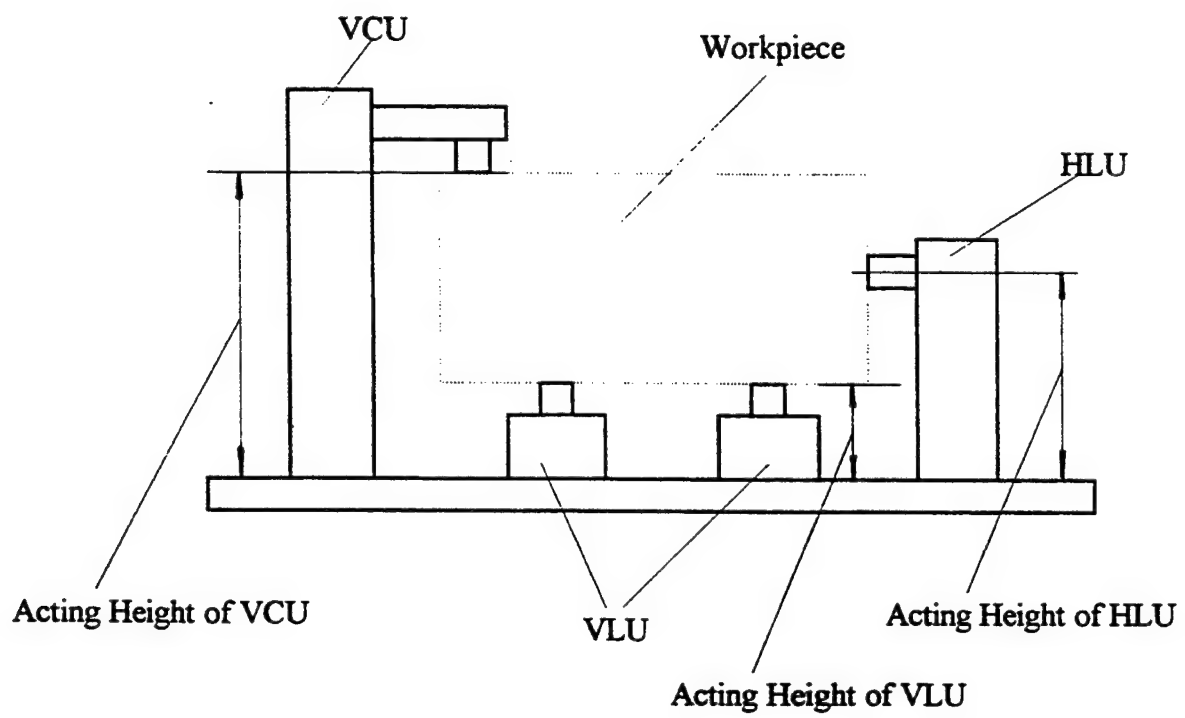 VCU
Workpiece
HLU
Acting Height of VCU
VLU
Acting Height of HLU
Acting Height of VLU